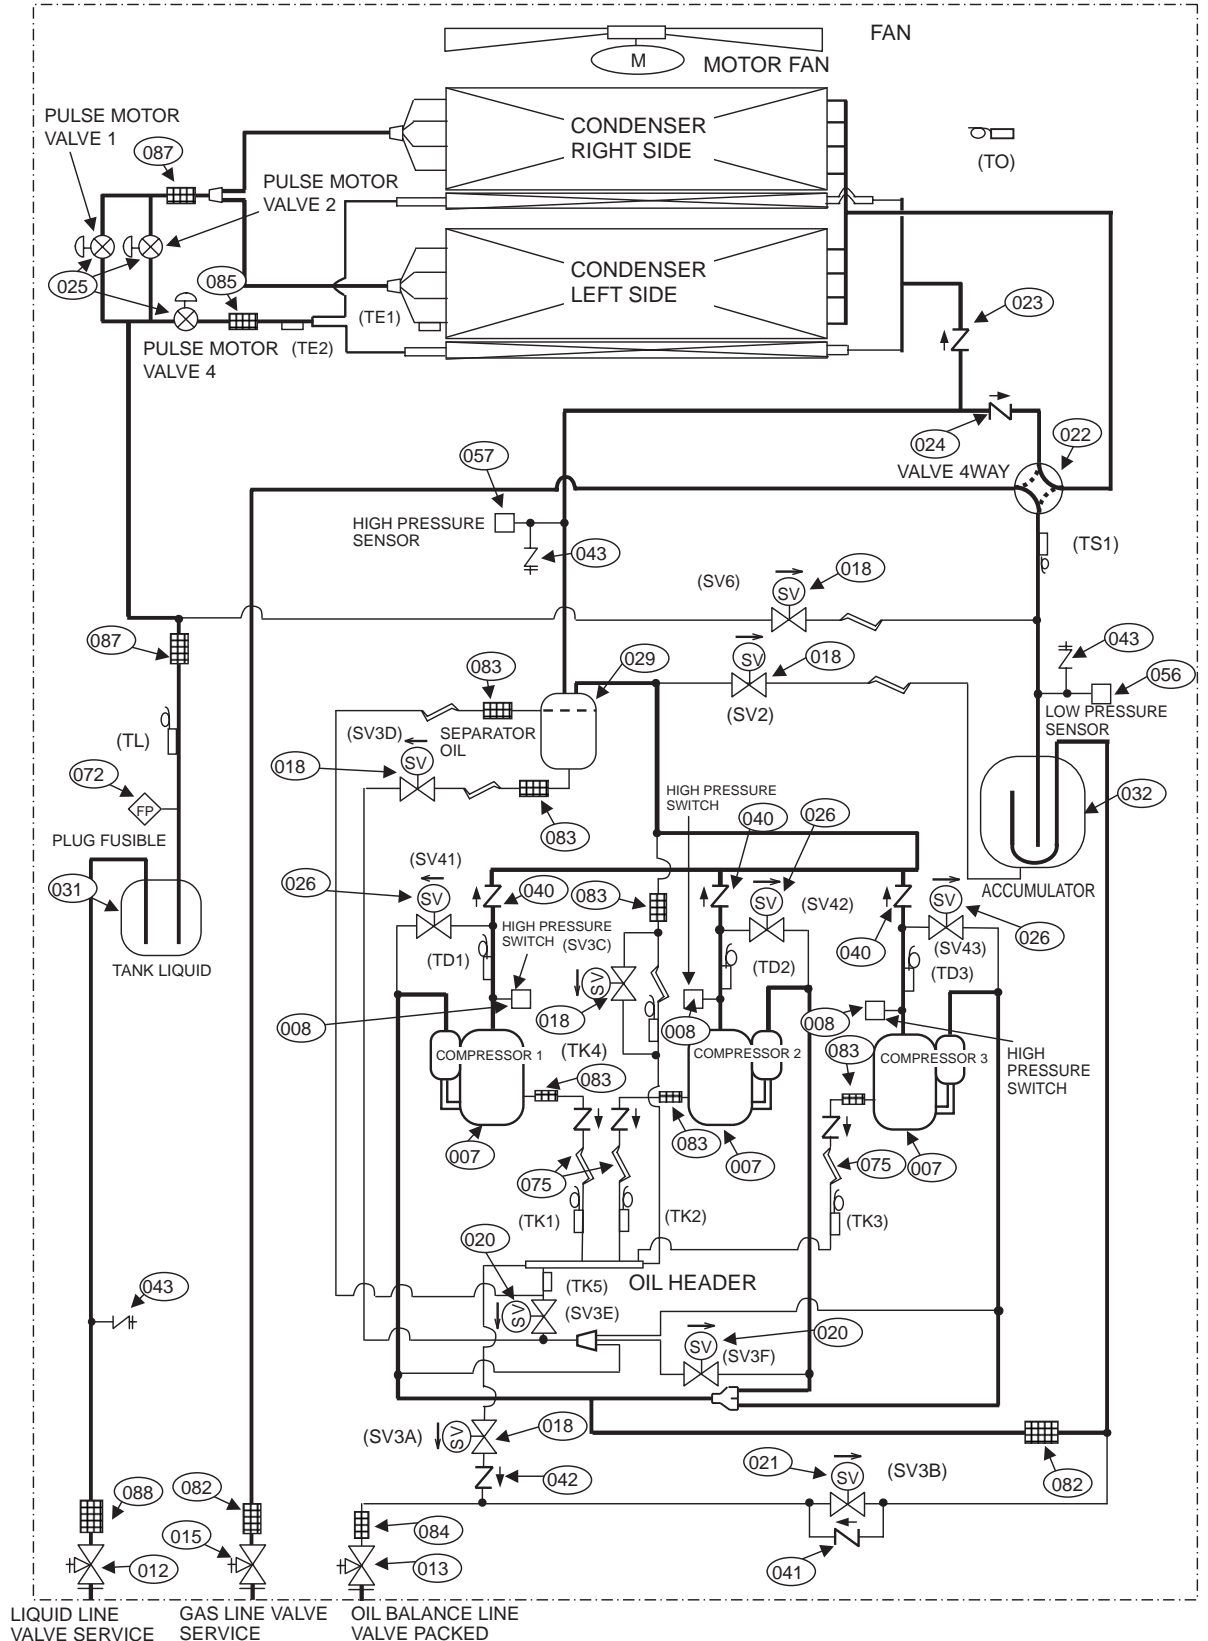 FAN
M
MOTOR FAN
PULSE MOTOR
VALVE 1
087
CONDENSER
RIGHT SIDE
(TO)
PULSE MOTOR
VALVE 2
025
085
CONDENSER
LEFT SIDE
(TE1)
(TE2)
023
PULSE MOTOR
VALVE 4
024
022
VALVE 4WAY
057
HIGH PRESSURE
SENSOR
043
(TS1)
(SV6)
SV
018
087
043
083
029
SV
018
056
(SV2)
LOW PRESSURE
SENSOR
(TL)
(SV3D)
SEPARATOR
OIL
018
SV
072
FP
PLUG FUSIBLE
083
HIGH PRESSURE
SWITCH
040
026
032
031
(SV41)
026
SV
040
083
SV
(SV42)
ACCUMULATOR
SV
026
040
(SV43)
TANK LIQUID
HIGH PRESSURE
SWITCH
(SV3C)
(TD1)
(TD2)
(TD3)
SV
008
018
008
008
COMPRESSOR 1
(TK4)
COMPRESSOR 2
COMPRESSOR 3
HIGH
PRESSURE
SWITCH
083
083
083
007
075
007
075
007
(TK1)
(TK2)
(TK3)
020
OIL HEADER
(TK5)
043
SV
(SV3E)
SV
020
(SV3F)
(SV3A)
SV
018
042
021
SV
(SV3B)
082
088
082
084
015
012
013
041
LIQUID LINE
VALVE SERVICE
GAS LINE VALVE
SERVICE
OIL BALANCE LINE
VALVE PACKED